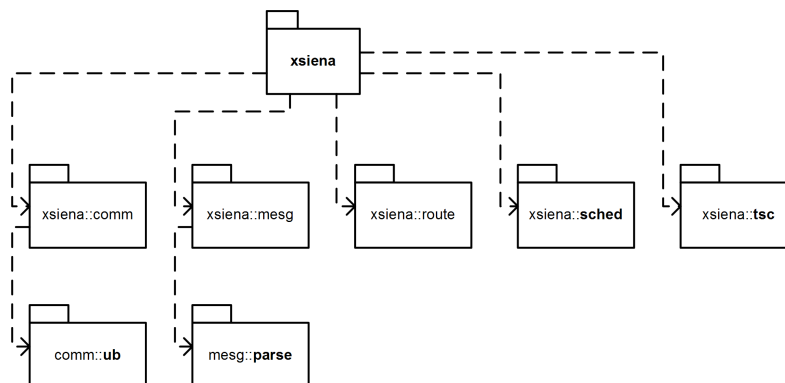 xsiena
xsiena::comm
xsiena::mesg
xsiena::route
xsiena::sched
xsiena::tsc
comm::ub
mesg::parse